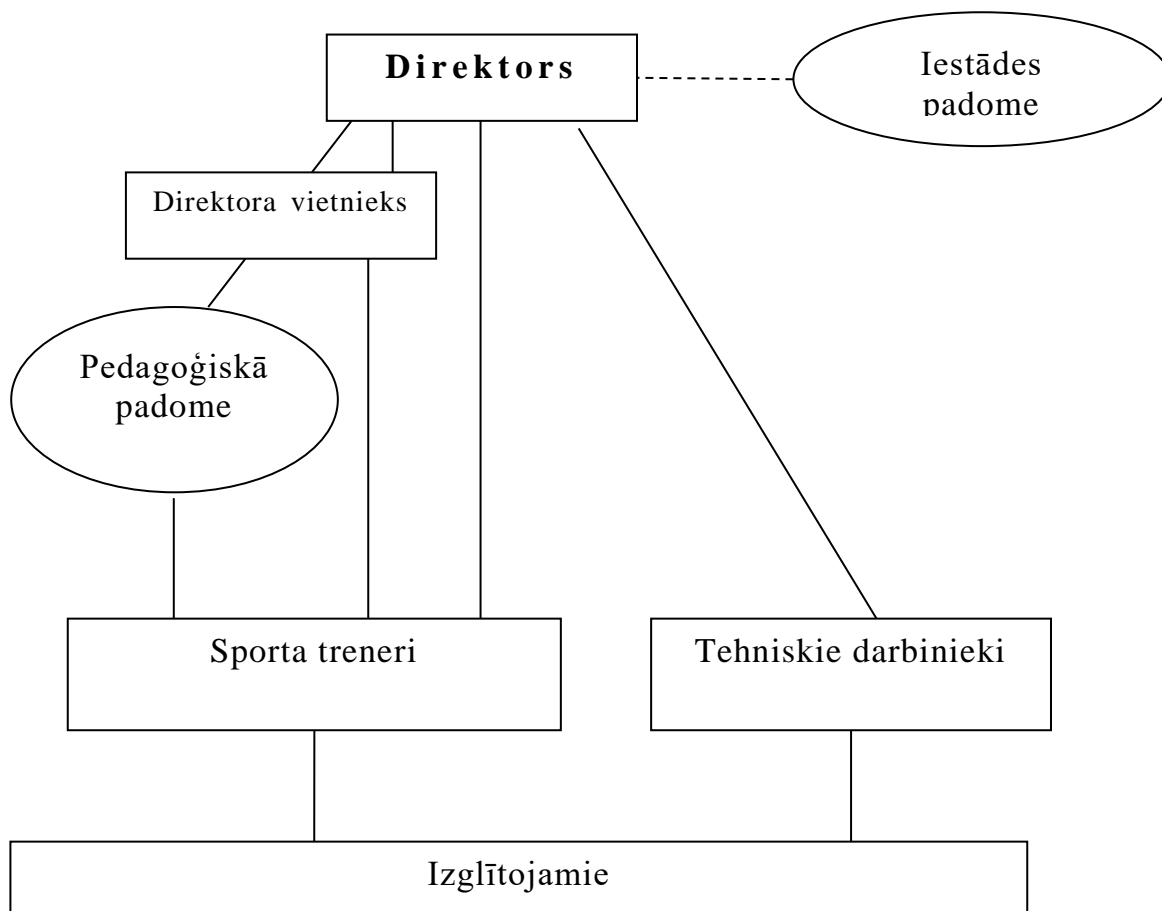 Direktors
Iestādes
padome
Direktora vietnieks
Pedagoģiskā
padome
Sporta treneri
Tehniskie darbinieki
Izglītojamie